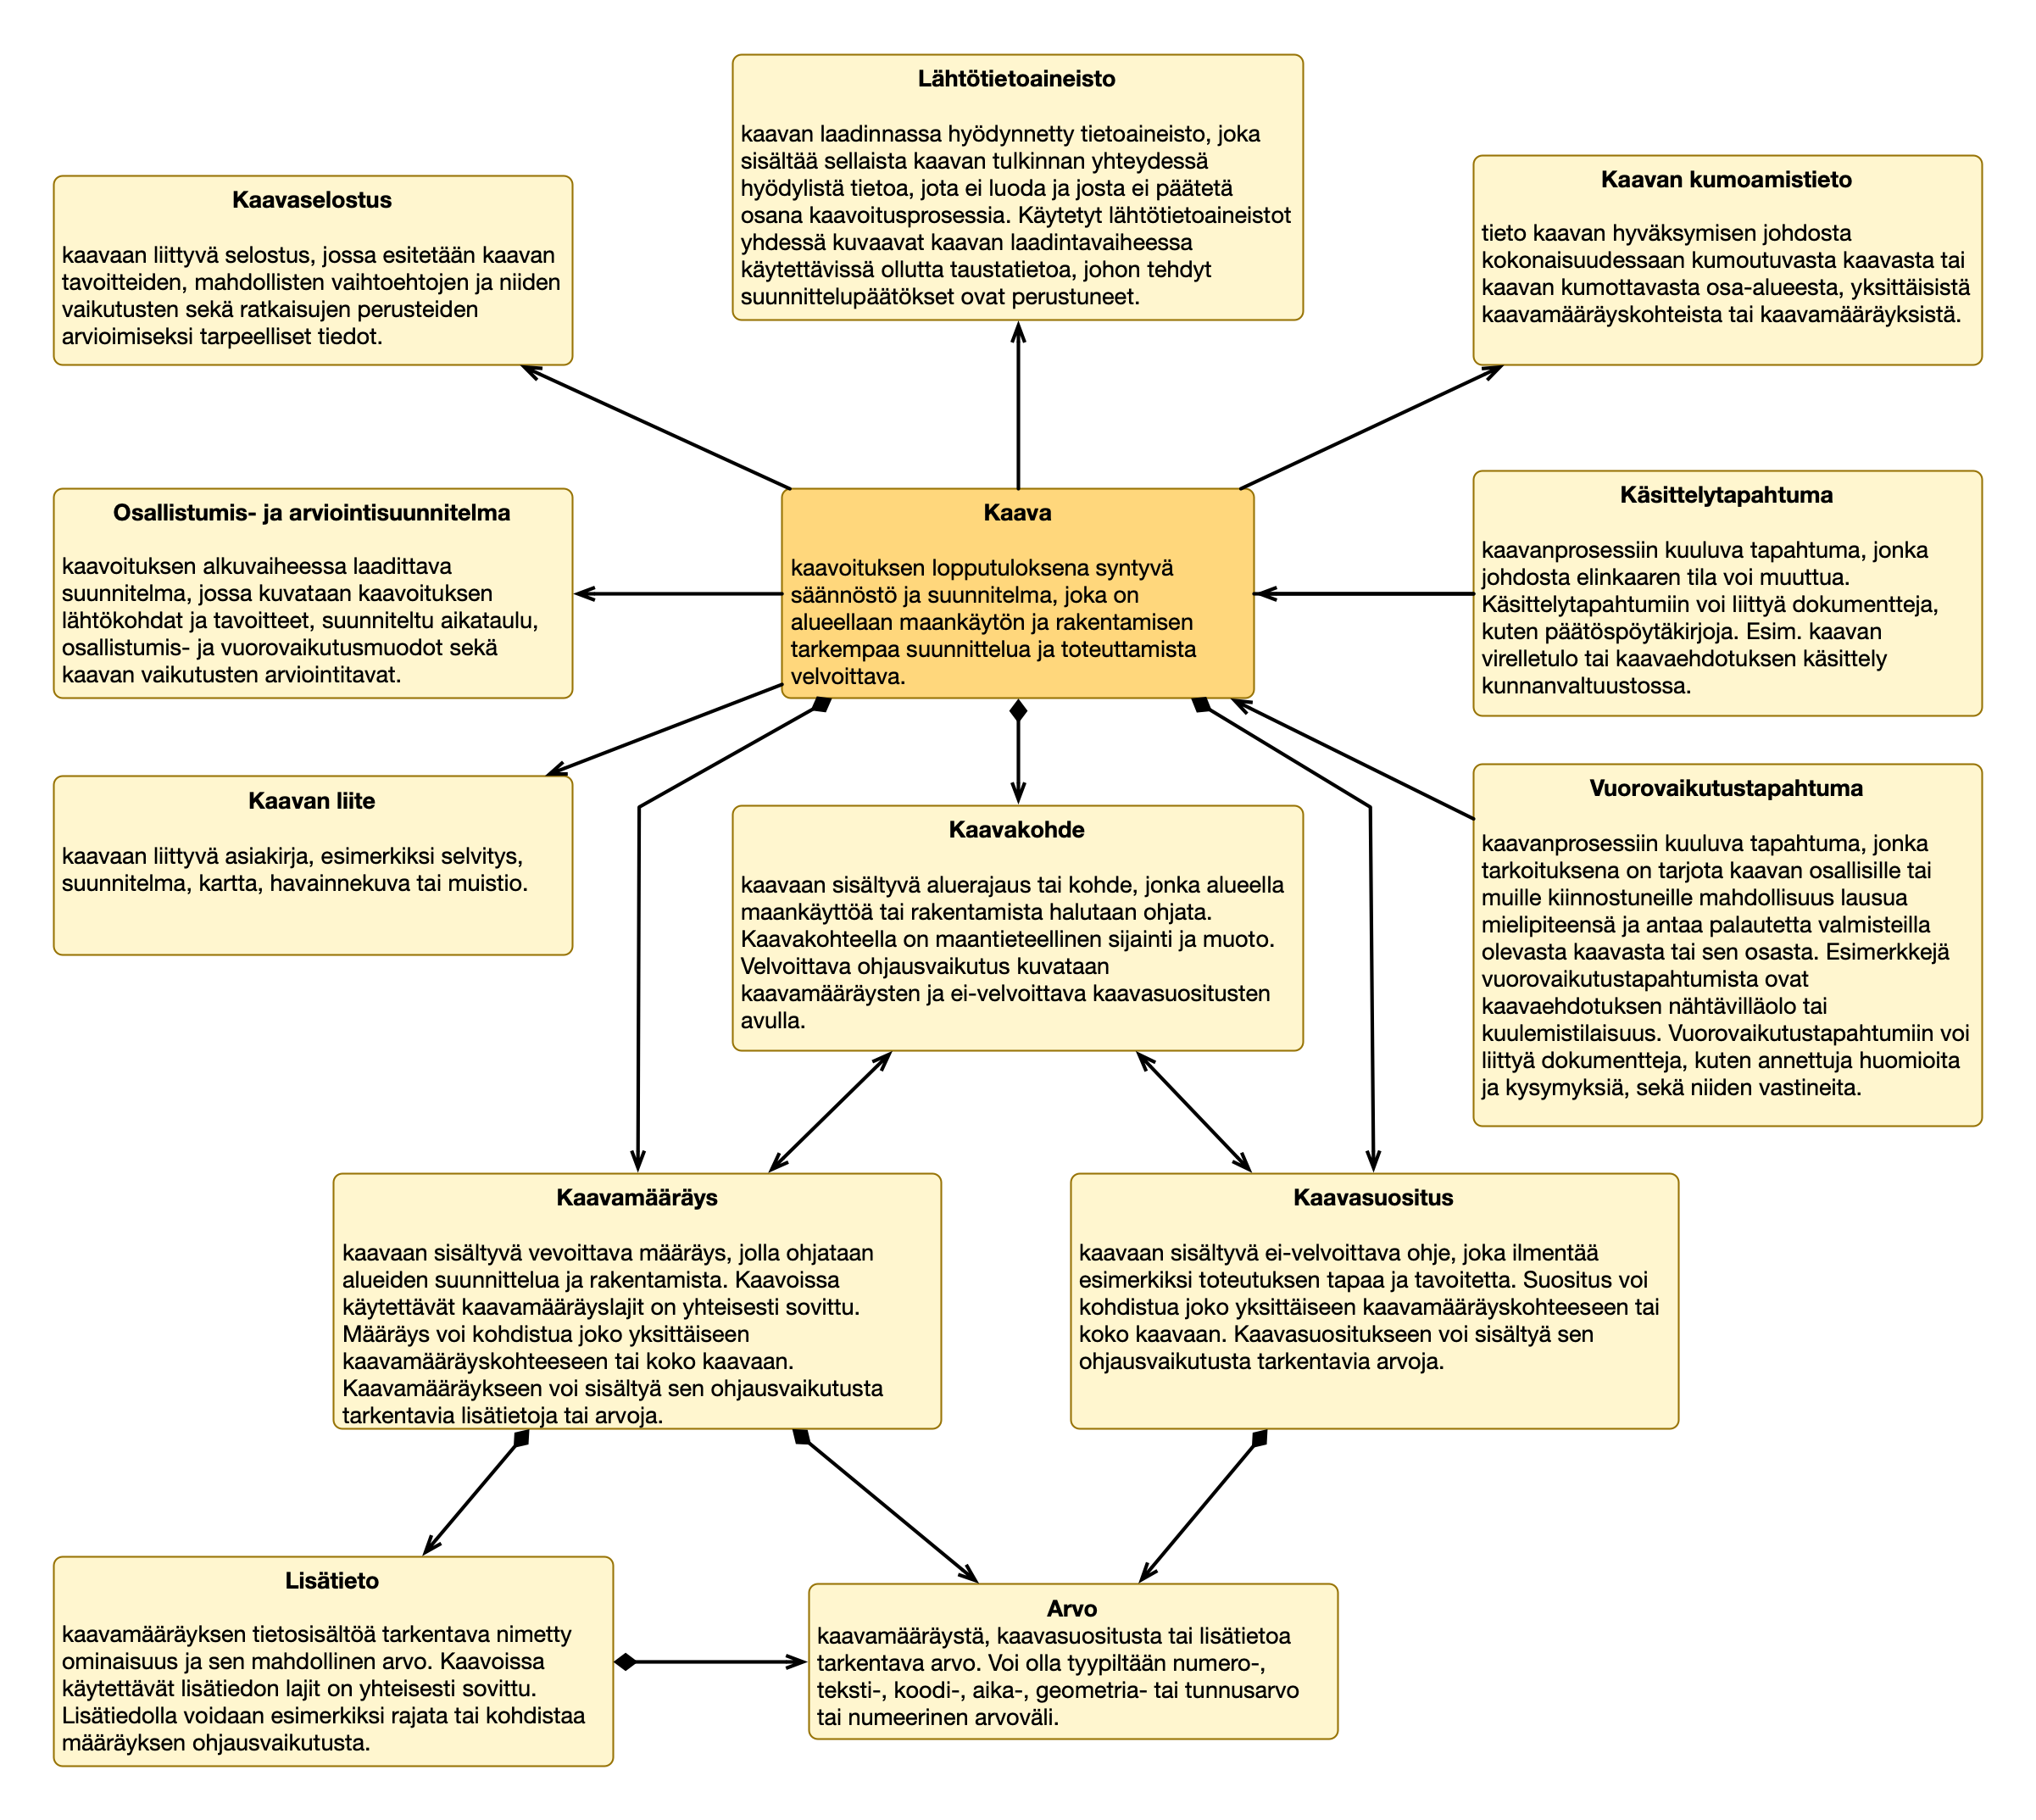 Lähtötietoaineisto
kaavan laadinnassa hyödynnetty tietoaineisto, joka
sisältää sellaista kaavan tulkinnan yhteydessä
hyödylistä tietoa, jota ei luoda ja josta ei päätetä
osana kaavoitusprosessia. Käytetyt lähtötietoaineistot
yhdessä kuvaavat kaavan laadintavaiheessa
käytettävissä ollutta taustatietoa, johon tehdyt
suunnittelupäätökset ovat perustuneet.
Kaavaselostus
kaavaan liittyvä selostus, jossa esitetään kaavan
tavoitteiden, mahdollisten vaihtoehtojen ja niiden
vaikutusten sekä ratkaisujen perusteiden
arvioimiseksi tarpeelliset tiedot.
Kaavan kumoamistieto
tieto kaavan hyväksymisen johdosta
kokonaisuudessaan kumoutuvasta kaavasta tai
kaavan kumottavasta osa-alueesta, yksittäisistä
kaavamääräyskohteista tai kaavamääräyksistä.
Osallistumis- ja arviointisuunnitelma
kaavoituksen alkuvaiheessa laadittava
suunnitelma, jossa kuvataan kaavoituksen
lähtökohdat ja tavoitteet, suunniteltu aikataulu,
osallistumis- ja vuorovaikutusmuodot sekä
kaavan vaikutusten arviointitavat.
Kaava
kaavoituksen lopputuloksena syntyvä
säännöstö ja suunnitelma, joka on
alueellaan maankäytön ja rakentamisen
tarkempaa suunnittelua ja toteuttamista
velvoittava.
Käsittelytapahtuma
kaavanprosessiin kuuluva tapahtuma, jonka
johdosta elinkaaren tila voi muuttua.
Käsittelytapahtumiin voi liittyä dokumentteja,
kuten päätöspöytäkirjoja. Esim. kaavan
virelletulo tai kaavaehdotuksen käsittely
kunnanvaltuustossa.
Kaavan liite
kaavaan liittyvä asiakirja, esimerkiksi selvitys,
suunnitelma, kartta, havainnekuva tai muistio.
Kaavakohde
kaavaan sisältyvä aluerajaus tai kohde, jonka alueella
maankäyttöä tai rakentamista halutaan ohjata.
Kaavakohteella on maantieteellinen sijainti ja muoto.
Velvoittava ohjausvaikutus kuvataan
kaavamääräysten ja ei-velvoittava kaavasuositusten
avulla.
Vuorovaikutustapahtuma
kaavanprosessiin kuuluva tapahtuma, jonka
tarkoituksena on tarjota kaavan osallisille tai
muille kiinnostuneille mahdollisuus lausua
mielipiteensä ja antaa palautetta valmisteilla
olevasta kaavasta tai sen osasta. Esimerkkejä
vuorovaikutustapahtumista ovat
kaavaehdotuksen nähtävilläolo tai
kuulemistilaisuus. Vuorovaikutustapahtumiin voi
liittyä dokumentteja, kuten annettuja huomioita
ja kysymyksiä, sekä niiden vastineita.
Kaavamääräys
kaavaan sisältyvä vevoittava määräys, jolla ohjataan
alueiden suunnittelua ja rakentamista. Kaavoissa
käytettävät kaavamääräyslajit on yhteisesti sovittu.
Määräys voi kohdistua joko yksittäiseen
kaavamääräyskohteeseen tai koko kaavaan.
Kaavamääräykseen voi sisältyä sen ohjausvaikutusta
tarkentavia lisätietoja tai arvoja.
Kaavasuositus
kaavaan sisältyvä ei-velvoittava ohje, joka ilmentää
esimerkiksi toteutuksen tapaa ja tavoitetta. Suositus voi
kohdistua joko yksittäiseen kaavamääräyskohteeseen tai
koko kaavaan. Kaavasuositukseen voi sisältyä sen
ohjausvaikutusta tarkentavia arvoja.
Lisätieto
kaavamääräyksen tietosisältöä tarkentava nimetty
ominaisuus ja sen mahdollinen arvo. Kaavoissa
käytettävät lisätiedon lajit on yhteisesti sovittu.
Lisätiedolla voidaan esimerkiksi rajata tai kohdistaa
määräyksen ohjausvaikutusta.
Arvo
kaavamääräystä, kaavasuositusta tai lisätietoa
tarkentava arvo. Voi olla tyypiltään numero-,
teksti-, koodi-, aika-, geometria- tai tunnusarvo
tai numeerinen arvoväli.